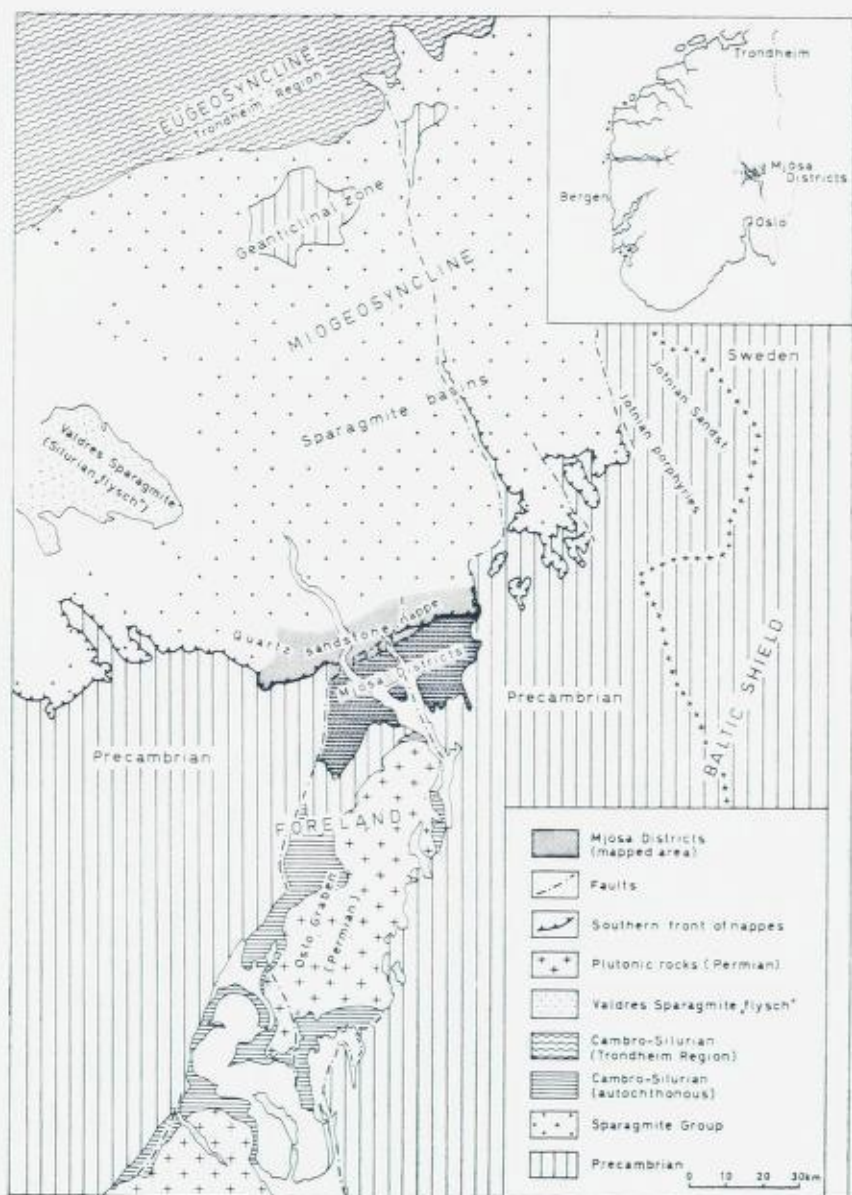 EUGEOSYNCLINE
Trondheim Region
Geanticlinal zone
MIOGEOSYNCLINE
Sparagmite basins
Valdres Sparagmite
(Silurian „flysch“)
Trondheim
Mjøsa
Districts
Bergen
Oslo
Sweden
Jotnian Sandst
Jotnian porphyries
Quartz sandstone nappe
Mjøsa Districts
Precambrian
Precambrian
BALTIC SHIELD
FORELAND
Oslo Graben
(Permian)
Mjøsa Districts
(mapped area)
Faults
Southern front of nappes
Plutonic rocks (Permian)
Valdres Sparagmite „flysch“
Cambro-Silurian
(Trondheim Region)
Cambro-Silurian
(autochthonous)
Sparagmite Group
Precambrian
0 10 20 30km